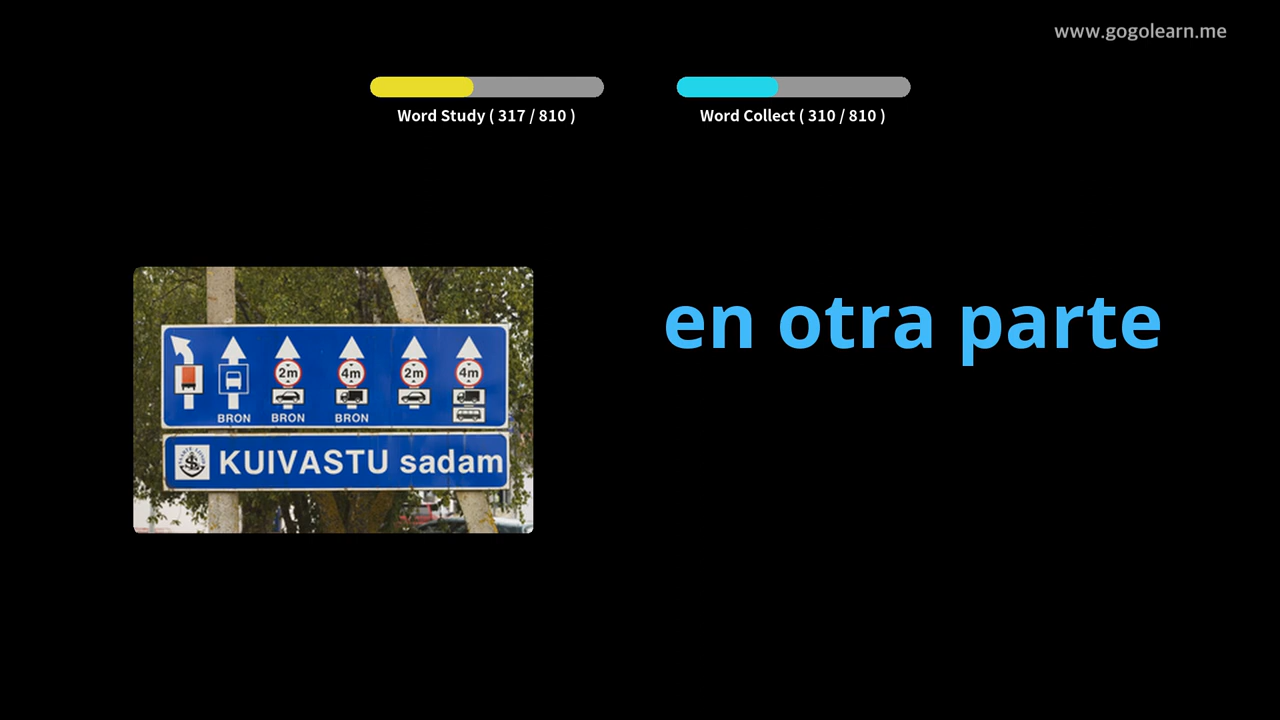 www.gogolearn.me
Word Study ( 317 / 810 )
Word Collect ( 310 / 810 )
en otra parte
2m 4m 2m 4m
BRON BRON BRON
KUIVASTU sadam